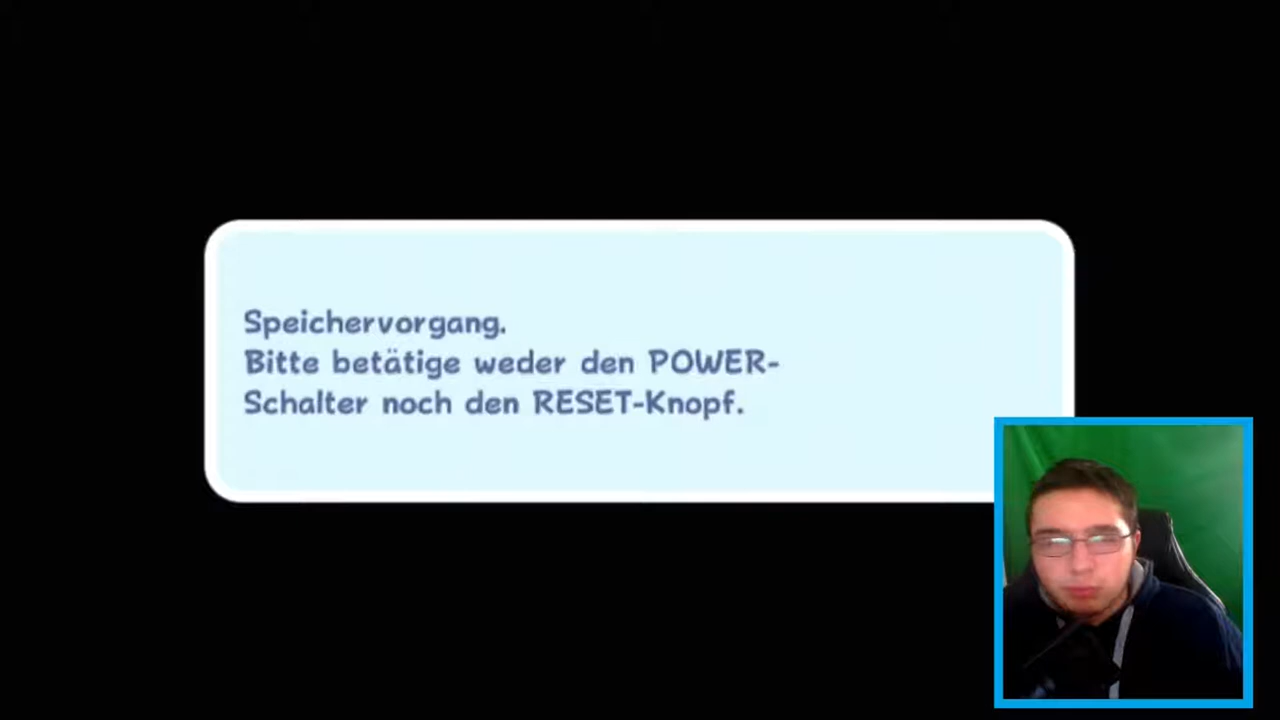 Speichervorgang.
Bitte betätige weder den POWER-
Schalter noch den RESET-Knopf.